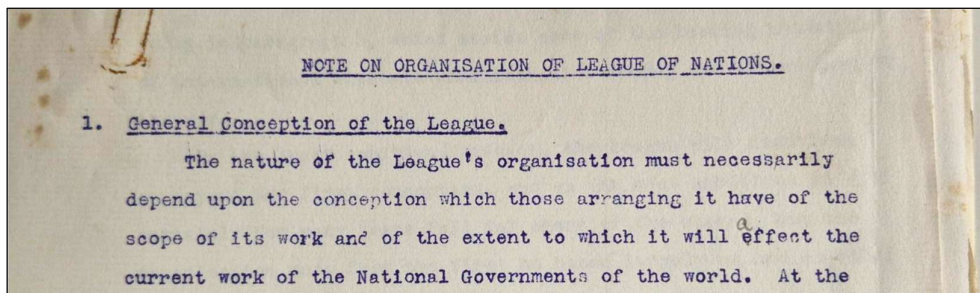 NOTE ON ORGANISATION OF LEAGUE OF NATIONS.
1. General Conception of the League.
The nature of the League's organisation must necessarily
depend upon the conception which those arranging it have of the
scope of its work and of the extent to which it will affect the
current work of the National Governments of the world. At the